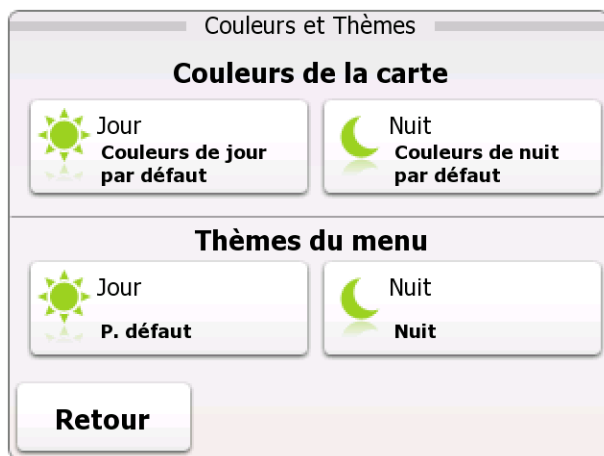 Couleurs et Thèmes
Couleurs de la carte
Jour
Couleurs de jour
par défaut
Nuit
Couleurs de nuit
par défaut
Thèmes du menu
Jour
P. défaut
Nuit
Nuit
Retour